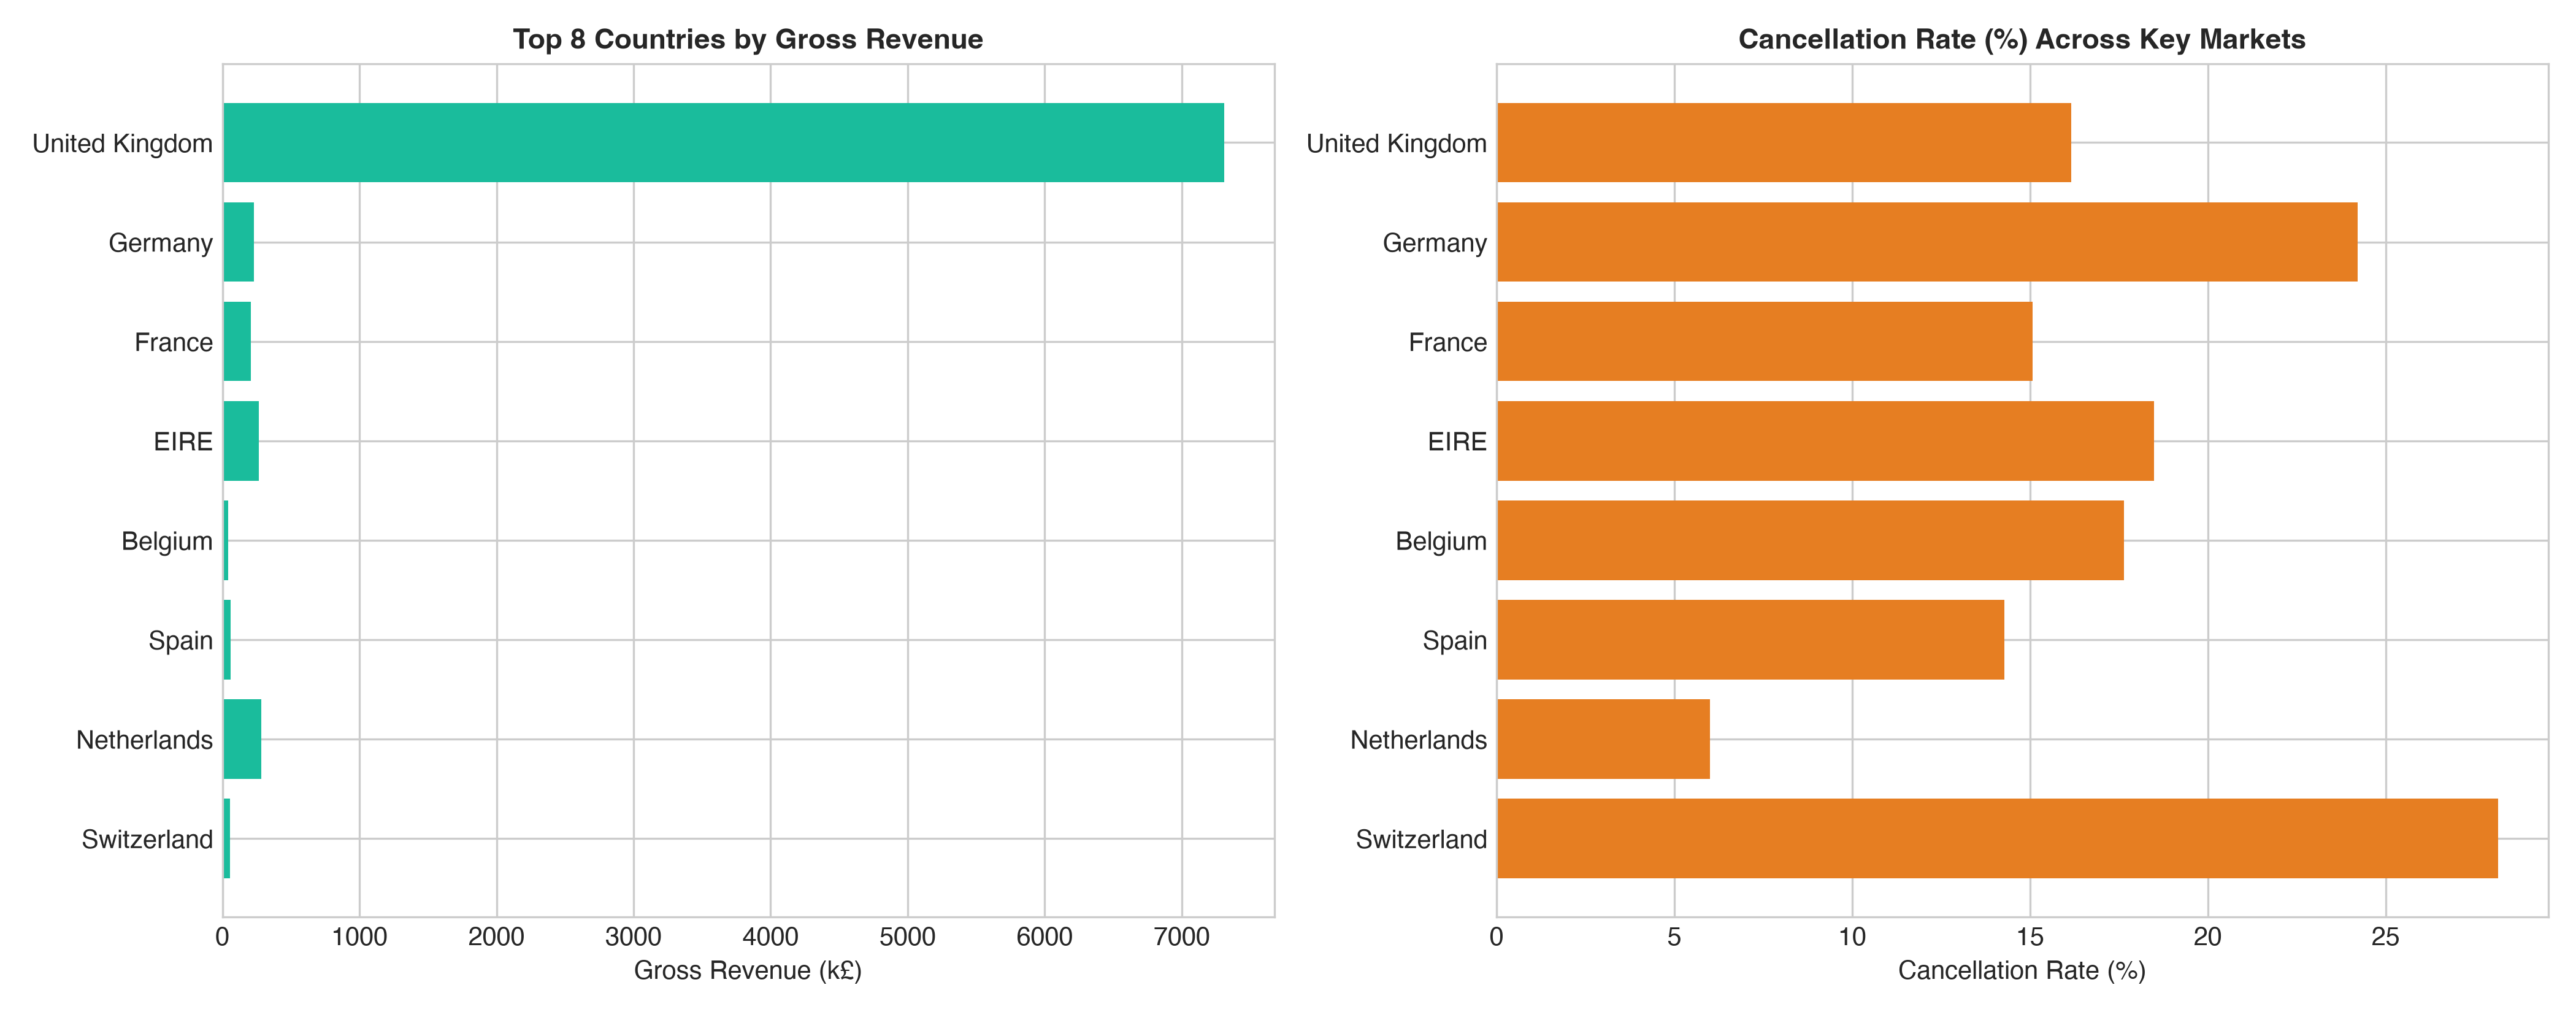 Top 8 Countries by Gross Revenue
United Kingdom
Germany
France
EIRE
Belgium
Spain
Netherlands
Switzerland
0 1000 2000 3000 4000 5000 6000 7000
Gross Revenue (k£)
Cancellation Rate (%) Across Key Markets
United Kingdom
Germany
France
EIRE
Belgium
Spain
Netherlands
Switzerland
0 5 10 15 20 25
Cancellation Rate (%)